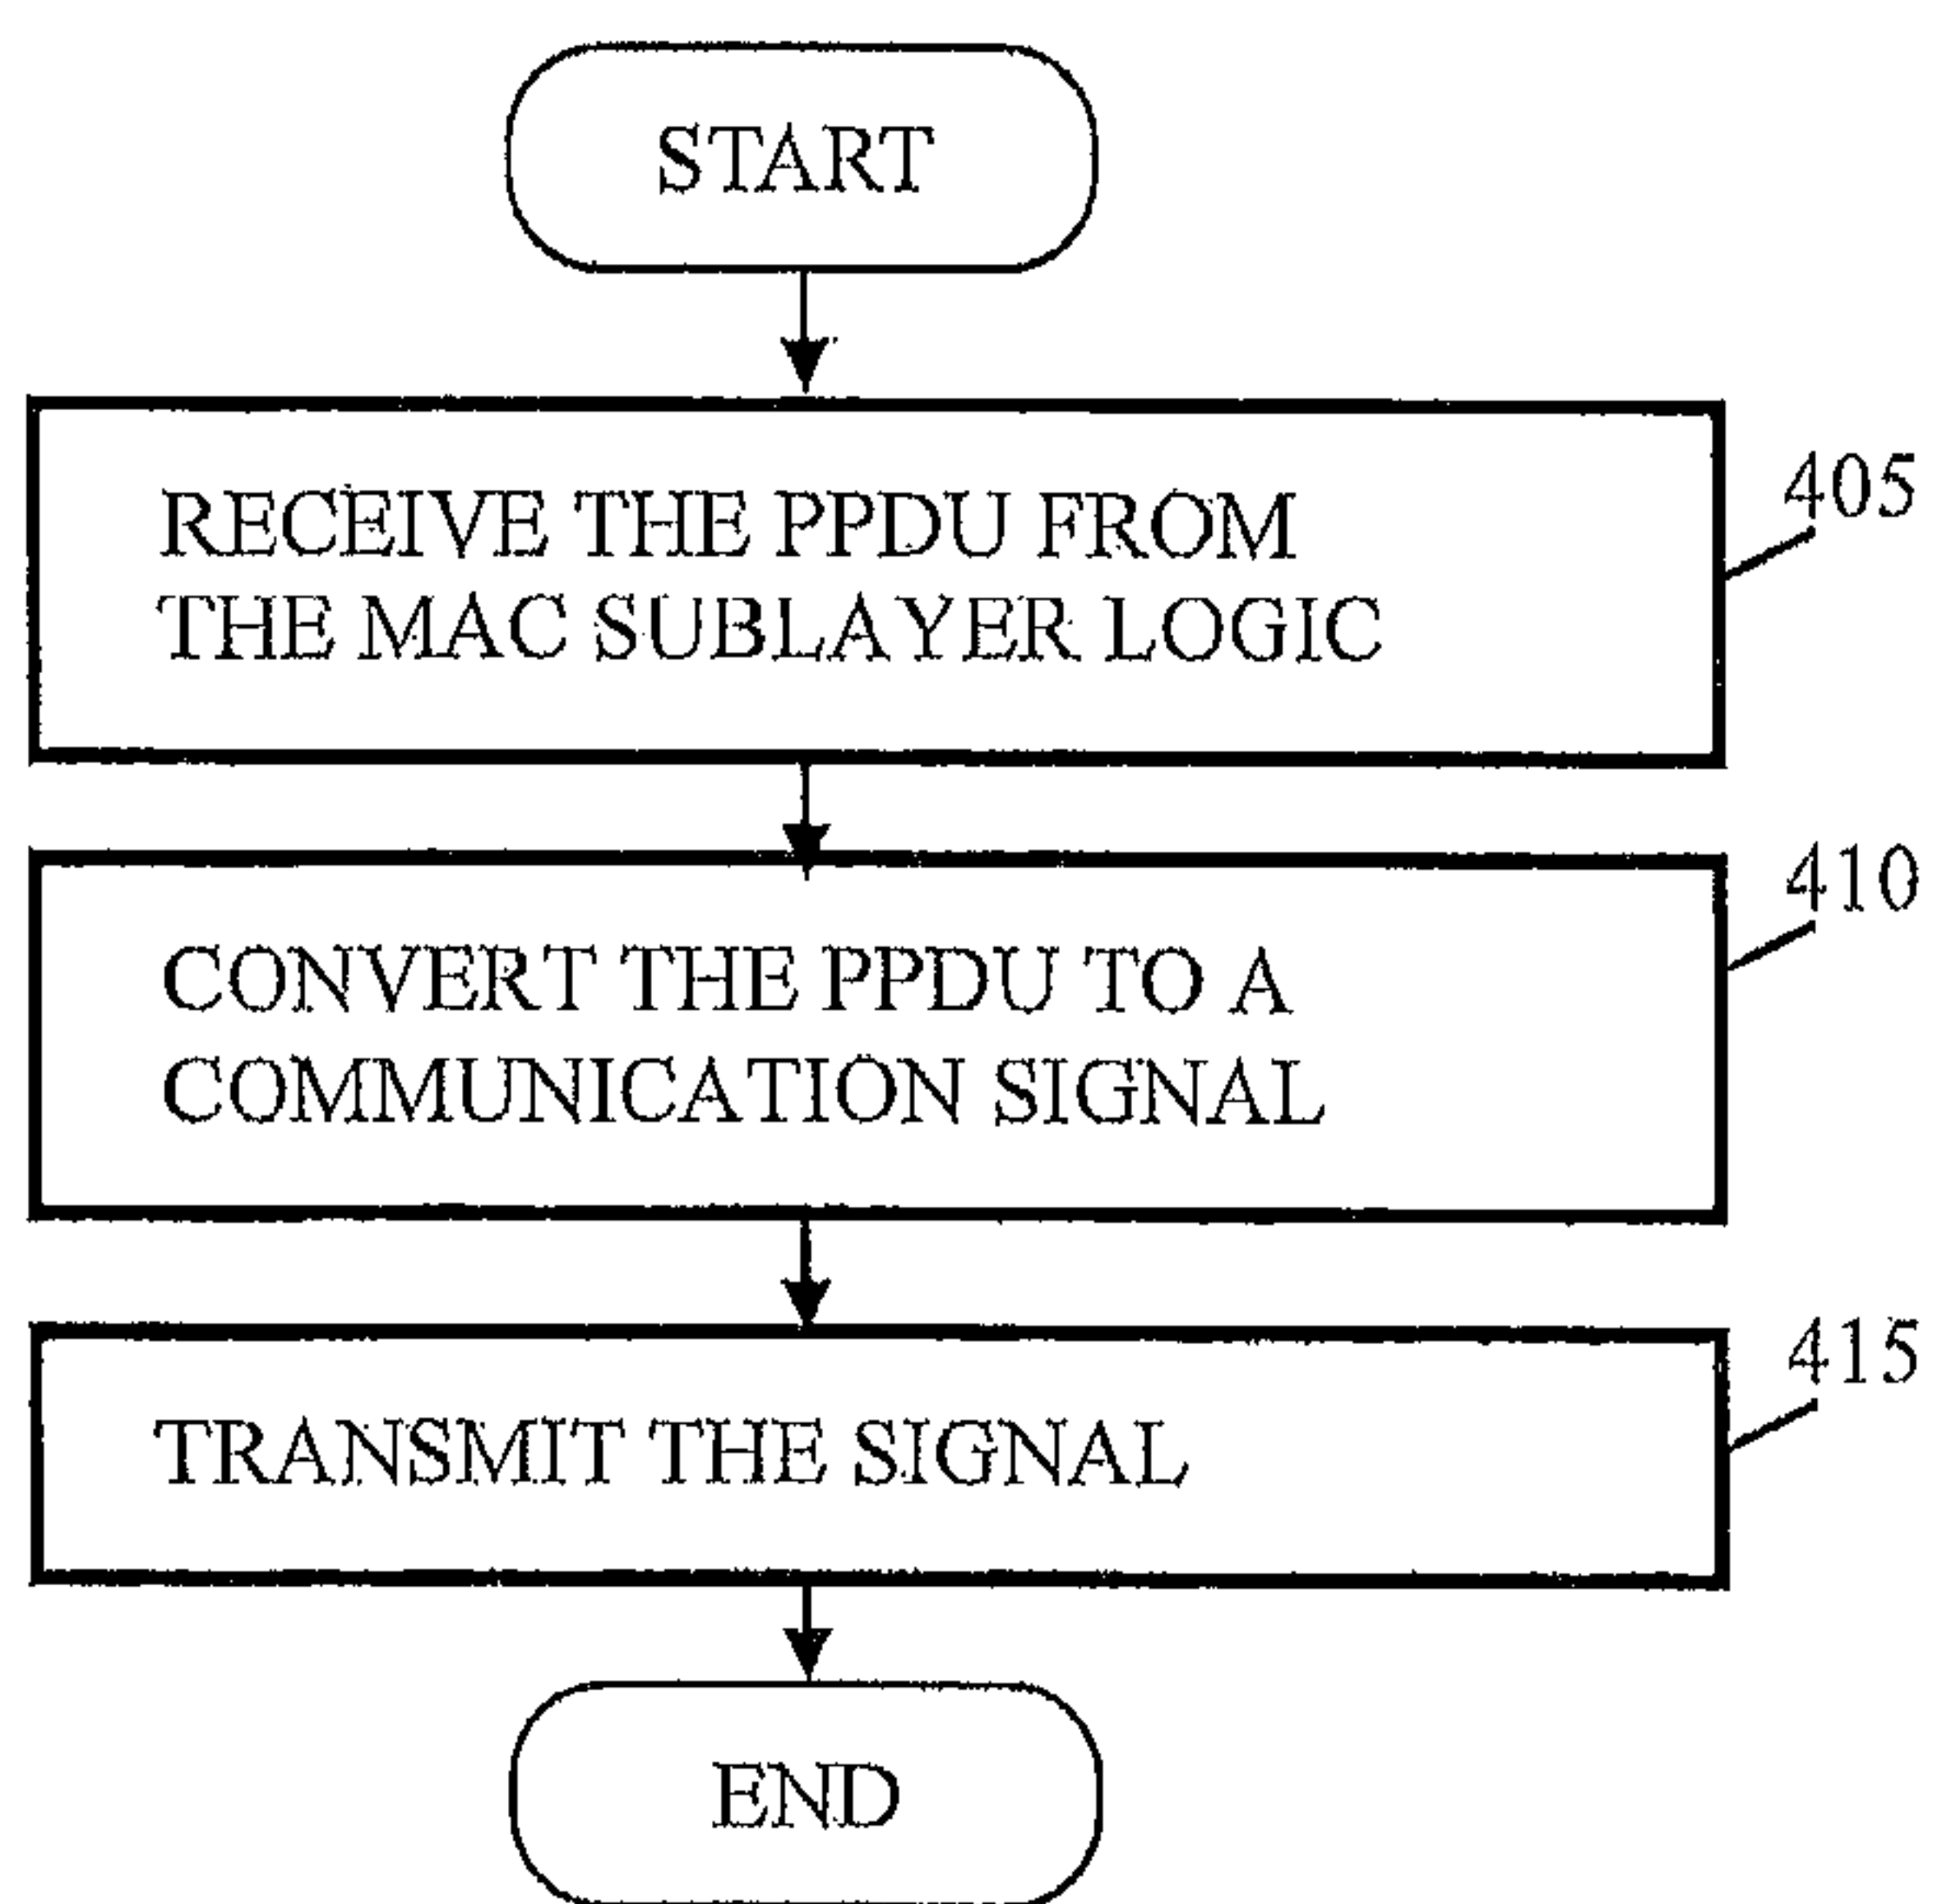 START
405
RECEIVE THE PPDU FROM
THE MAC SUBLAYER LOGIC
410
CONVERT THE PPDU TO A
COMMUNICATION SIGNAL
415
TRANSMIT THE SIGNAL
END